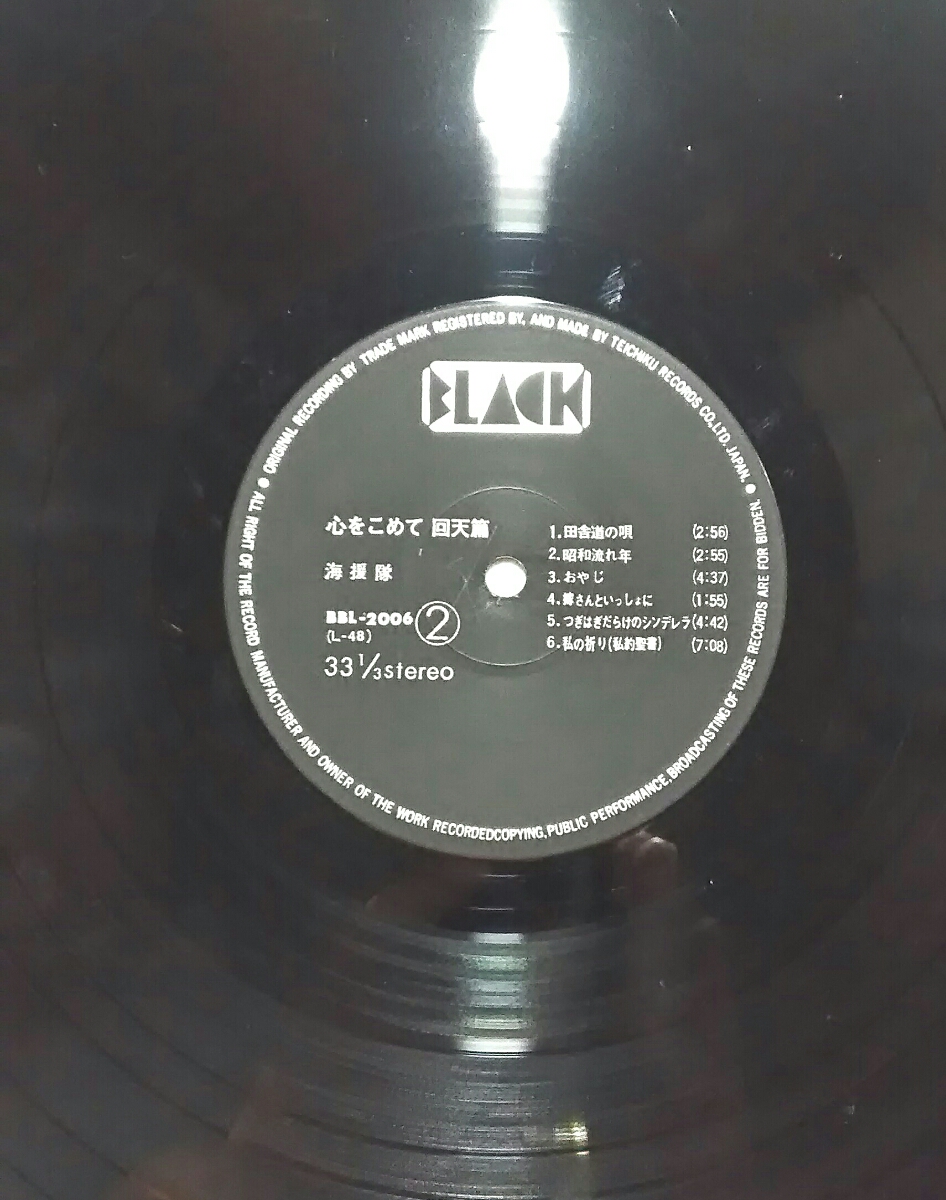 ORIGINAL RECORDING BY TRADE MARK REGISTERED BY, AND MADE BY TEICHIKU RECORDS CO., LTD. JAPAN.
BLACK
心をこめて 回天篇
海援隊
BBL-2006 ②
(L-48)
33 1/3 stereo
1.田舎道の唄 (2:56)
2.昭和流れ年 (2:55)
3.おやじ (4:37)
4.さんといっしょに (1:55)
5.つぎはぎだらけのシンデレラ (4:42)
6.私の祈り(私約聖書) (7:08)
ALL RIGHT OF THE RECORD MANUFACTURER AND OWNER OF THE WORK RECORDEDCOPYING, PUBLIC PERFORMANCE, BROADCASTING OF THESE RECORDS ARE FOR BIDDEN.